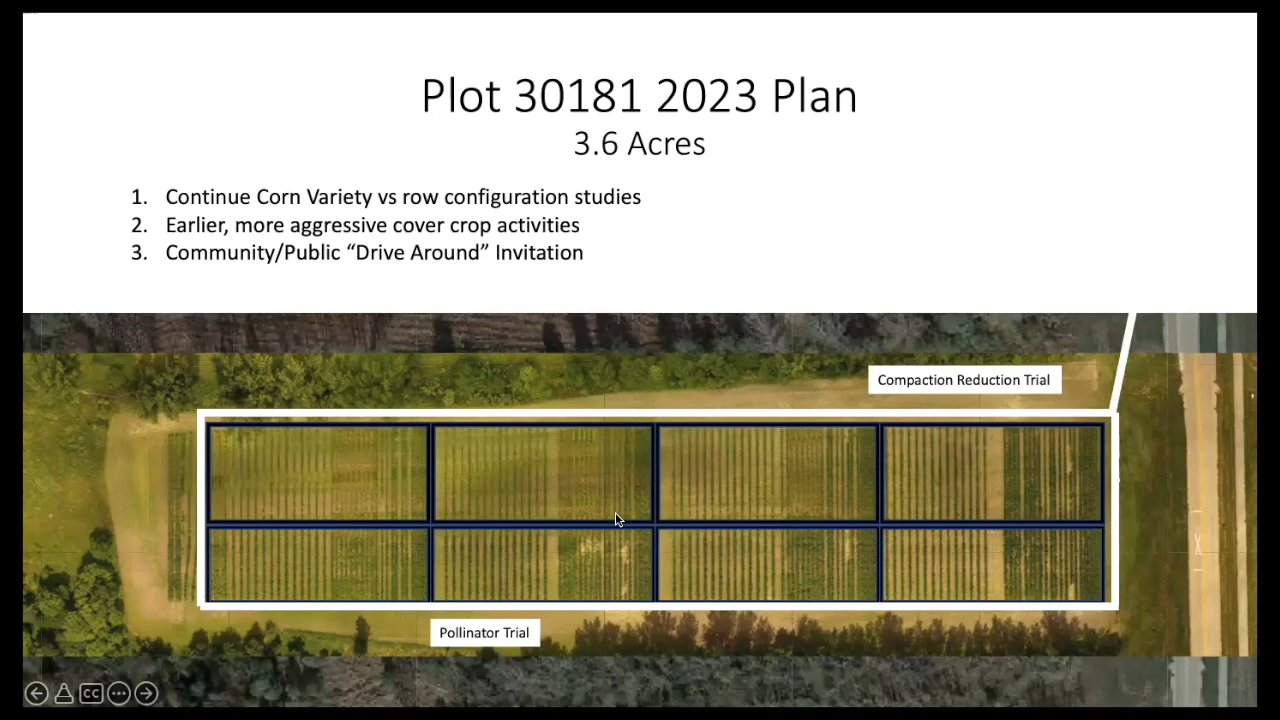 Plot 30181 2023 Plan
3.6 Acres
1. Continue Corn Variety vs row configuration studies
2. Earlier, more aggressive cover crop activities
3. Community/Public “Drive Around” Invitation
Compaction Reduction Trial
Pollinator Trial
CC